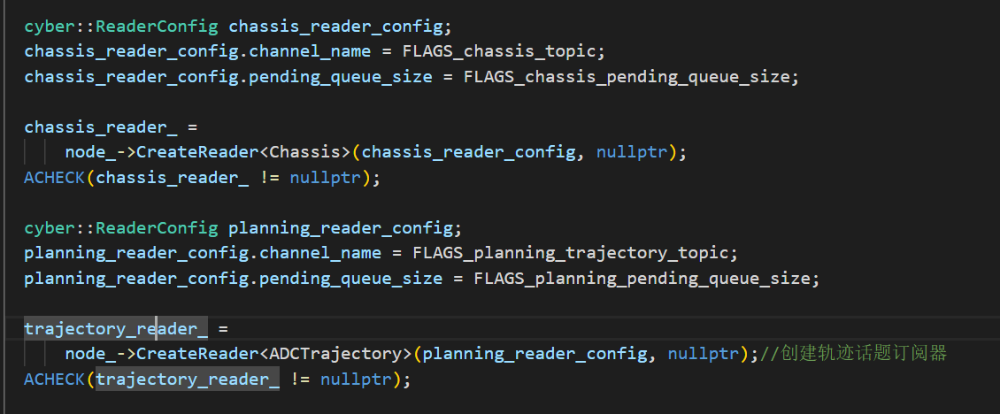 cyber::ReaderConfig chassis_reader_config;
chassis_reader_config.channel_name = FLAGS_chassis_topic;
chassis_reader_config.pending_queue_size = FLAGS_chassis_pending_queue_size;
chassis_reader_ =
node_->CreateReader<Chassis>(chassis_reader_config, nullptr);
ACHECK(chassis_reader_ != nullptr);
cyber::ReaderConfig planning_reader_config;
planning_reader_config.channel_name = FLAGS_planning_trajectory_topic;
planning_reader_config.pending_queue_size = FLAGS_planning_pending_queue_size;
trajectory_reader_ =
node_->CreateReader<ADCTrajectory>(planning_reader_config, nullptr);//创建轨迹话题订阅器
ACHECK(trajectory_reader_ != nullptr);